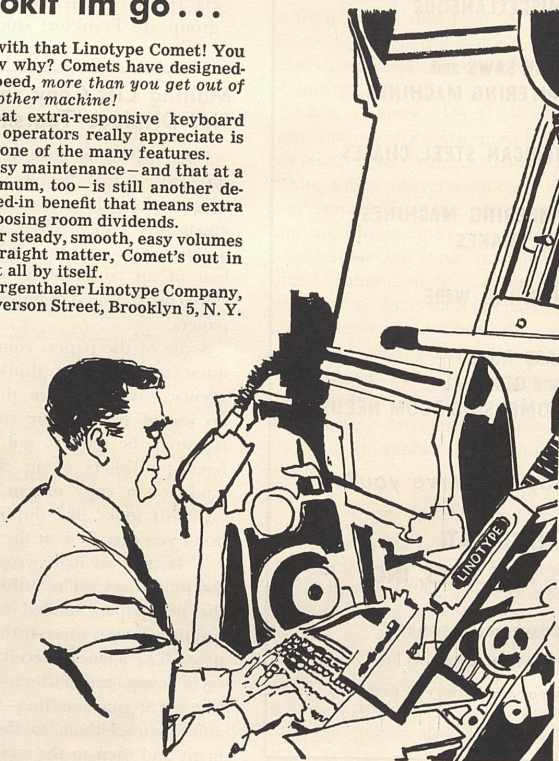 okit im go . .
with that Linotype Comet! You
w why? Comets have designed-
peed, more than you get out of
other machine!
at extra-responsive keyboard
operators really appreciate is
one of the many features.
sy maintenance — and that at a
mum, too — is still another de-
ed-in benefit that means extra
posing room dividends.
r steady, smooth, easy volumes
raight matter, Comet's out in
t all by itself.
rgenthaler Linotype Company,
yerson Street, Brooklyn 5, N. Y.
LINOTYPE